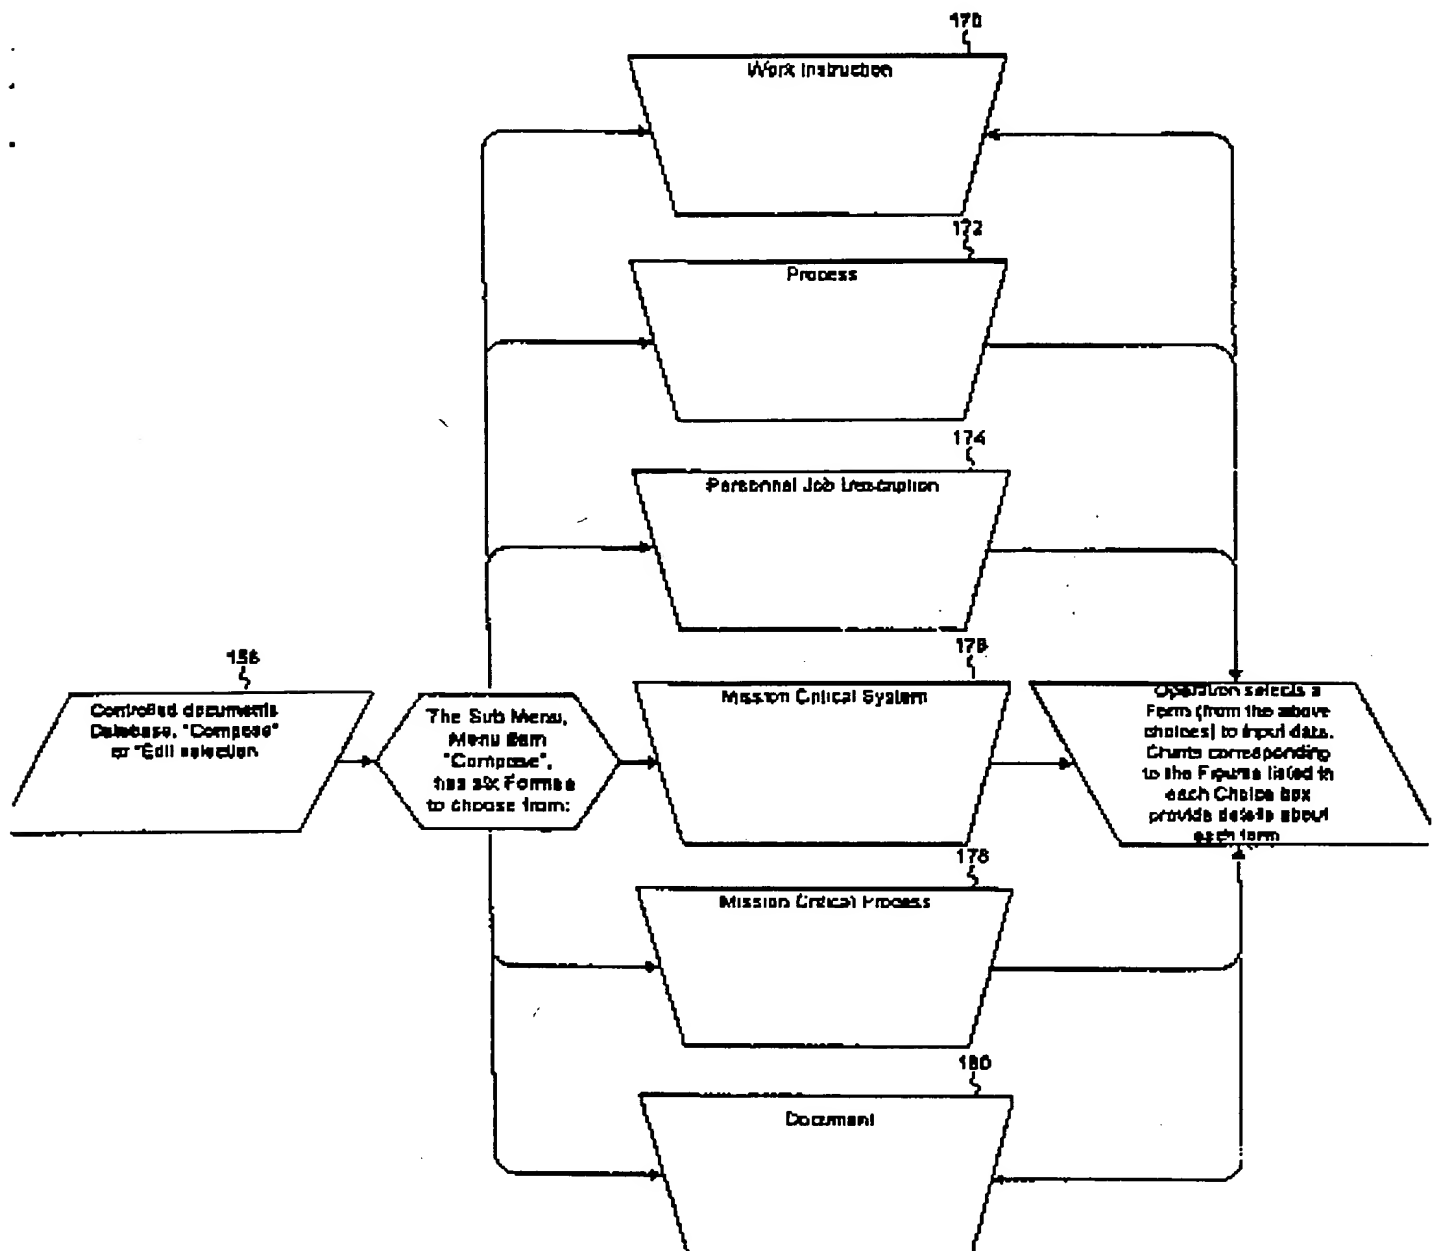 170
Work Instruction
172
Process
174
Personnel Job Description
156
Controlled documents
Database, "Compose"
or "Edit selection
The Sub Menu,
Menu item
"Compose",
has six Formes
to choose from:
Mission Critical System
Operation selects a
Form (from the above
choices) to input data.
corresponding
to the Figures listed in
each Choice box
provide details about
each form
178
Mission Critical Process
180
Document